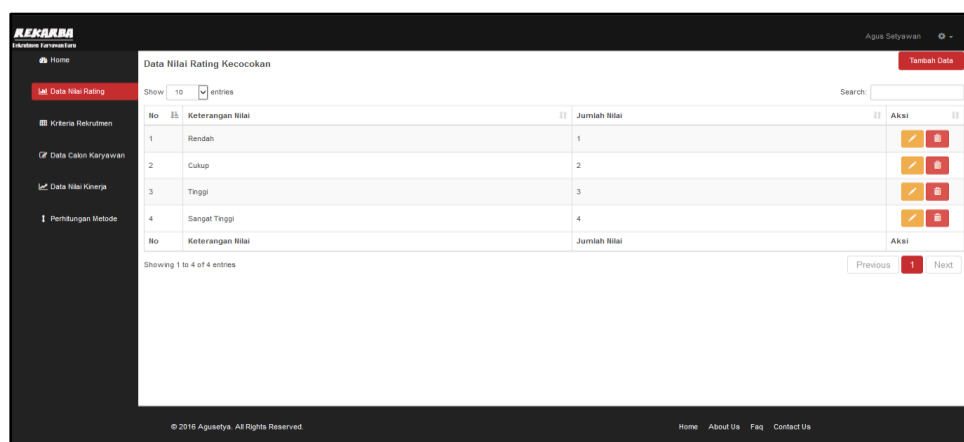 REKARBA
Rekrutmen Karyawan Baru
Agus Setyawan
Home
Data Nilai Rating
Kriteria Rekrutmen
Data Calon Karyawan
Data Nilai Kinerja
Perhitungan Metode
Data Nilai Rating Kecocokan
Tambah Data
Show 10 entries
Search:
No Keterangan Nilai Jumlah Nilai Aksi
1 Rendah 1
2 Cukup 2
3 Tinggi 3
4 Sangat Tinggi 4
No Keterangan Nilai Jumlah Nilai Aksi
Showing 1 to 4 of 4 entries
Previous 1 Next
© 2016 Agusetya. All Rights Reserved.
Home About Us Faq Contact Us